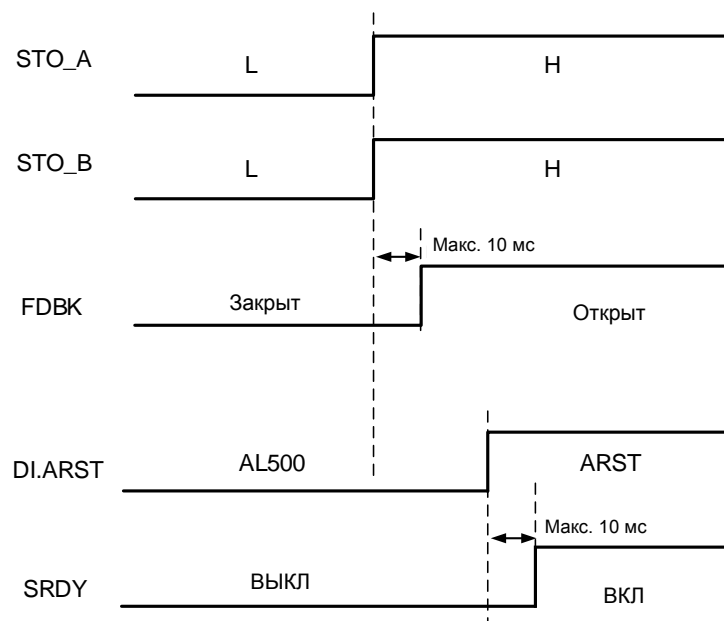 STO_A L H
STO_B L H
Макс. 10 мс
FDBK Закрыт Открыт
DI.ARST AL500 ARST
Макс. 10 мс
SRDY ВЫКЛ ВКЛ